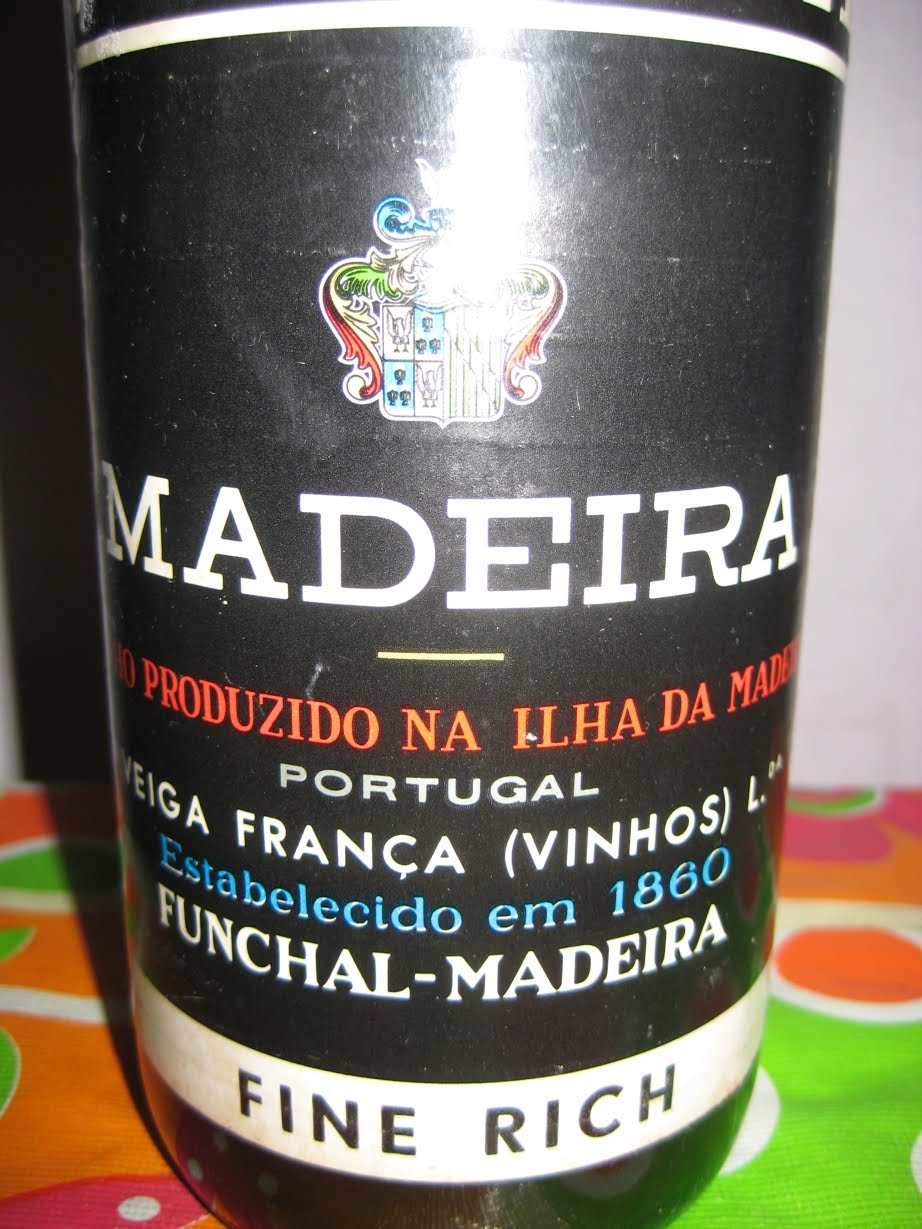 MADEIRA
PRODUZIDO NA ILHA DA
PORTUGAL
VEIGA FRANÇA (VINHOS) L.DA
Estabelecido em 1860
FUNCHAL-MADEIRA
FINE RICH